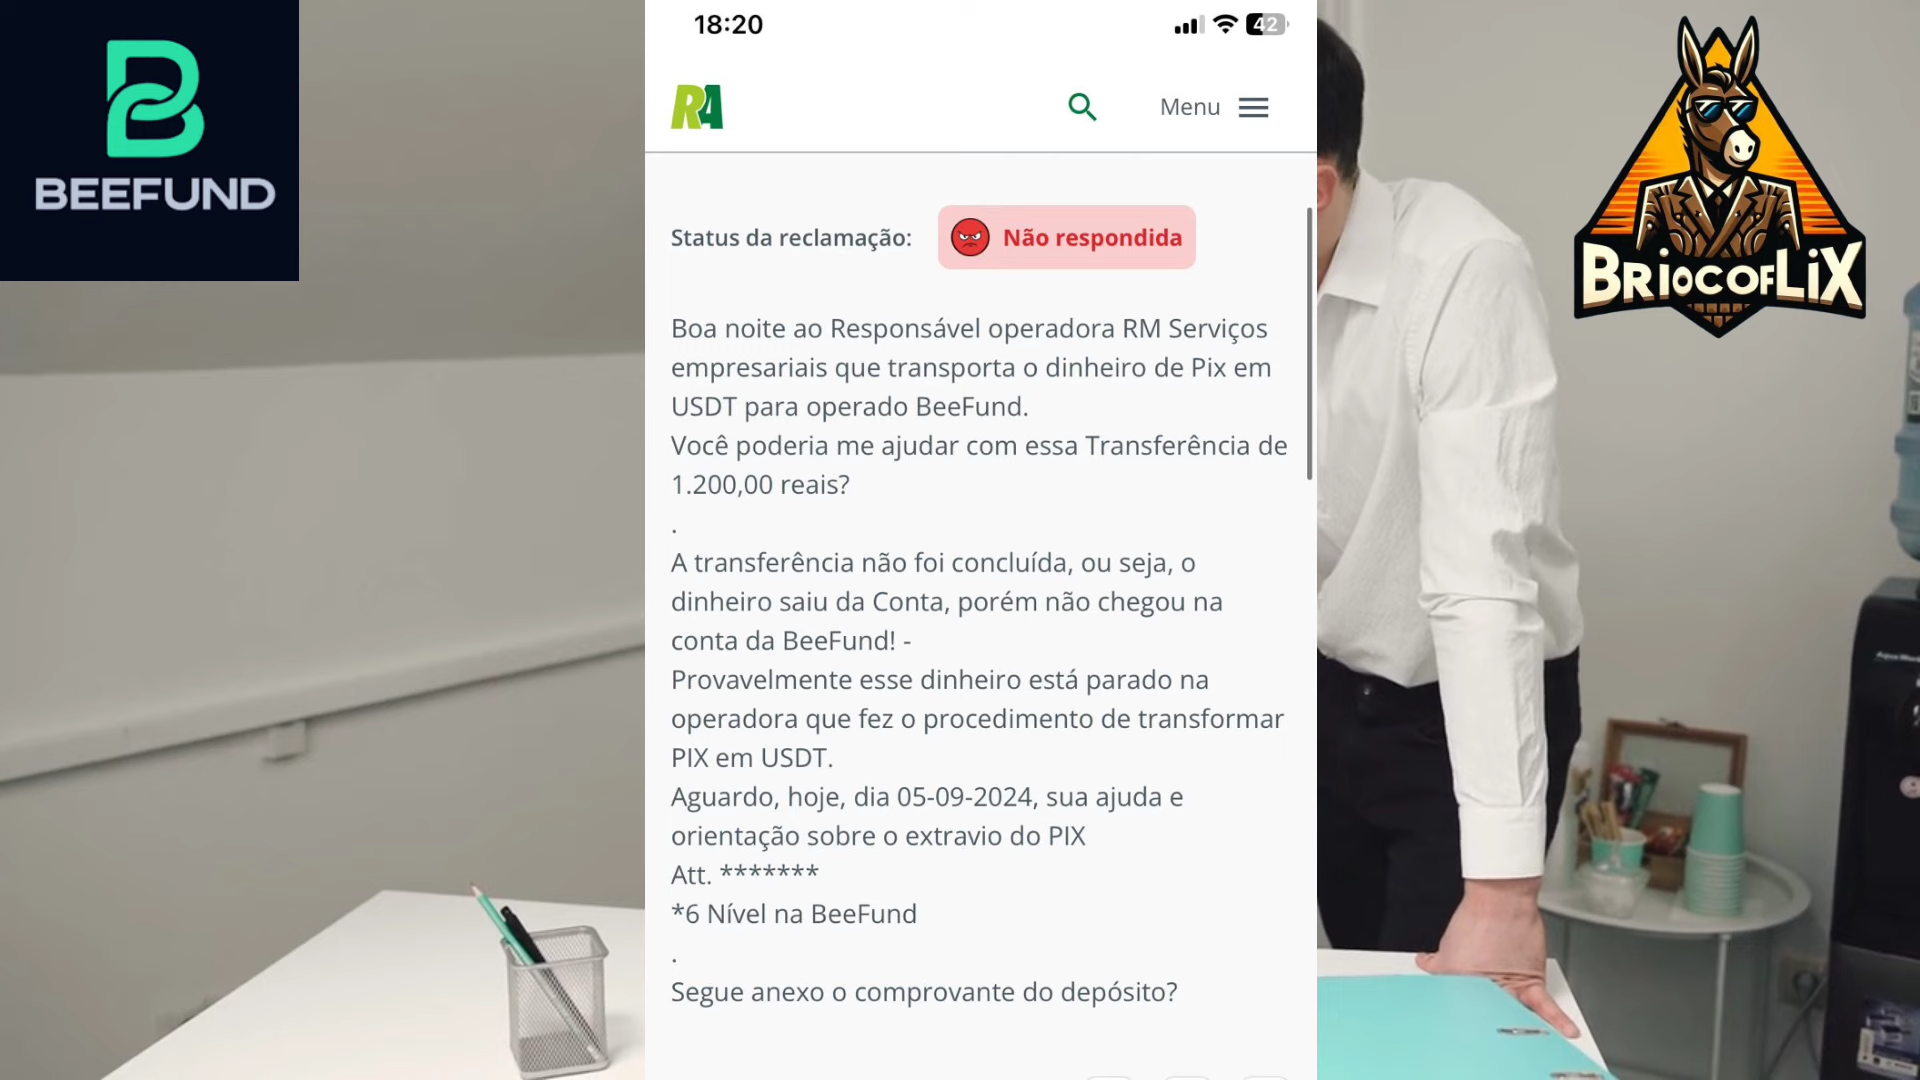 BEEFUND
18:20
42
RA
Menu
Status da reclamação:
Não respondida
Boa noite ao Responsável operadora RM Serviços
empresariais que transporta o dinheiro de Pix em
USDT para operado BeeFund.
Você poderia me ajudar com essa Transferência de
1.200,00 reais?
.
A transferência não foi concluída, ou seja, o
dinheiro saiu da Conta, porém não chegou na
conta da BeeFund! -
Provavelmente esse dinheiro está parado na
operadora que fez o procedimento de transformar
PIX em USDT.
Aguardo, hoje, dia 05-09-2024, sua ajuda e
orientação sobre o extravio do PIX
Att. *******
*6 Nível na BeeFund
.
Segue anexo o comprovante do depósito?
BRIOCOFLIX